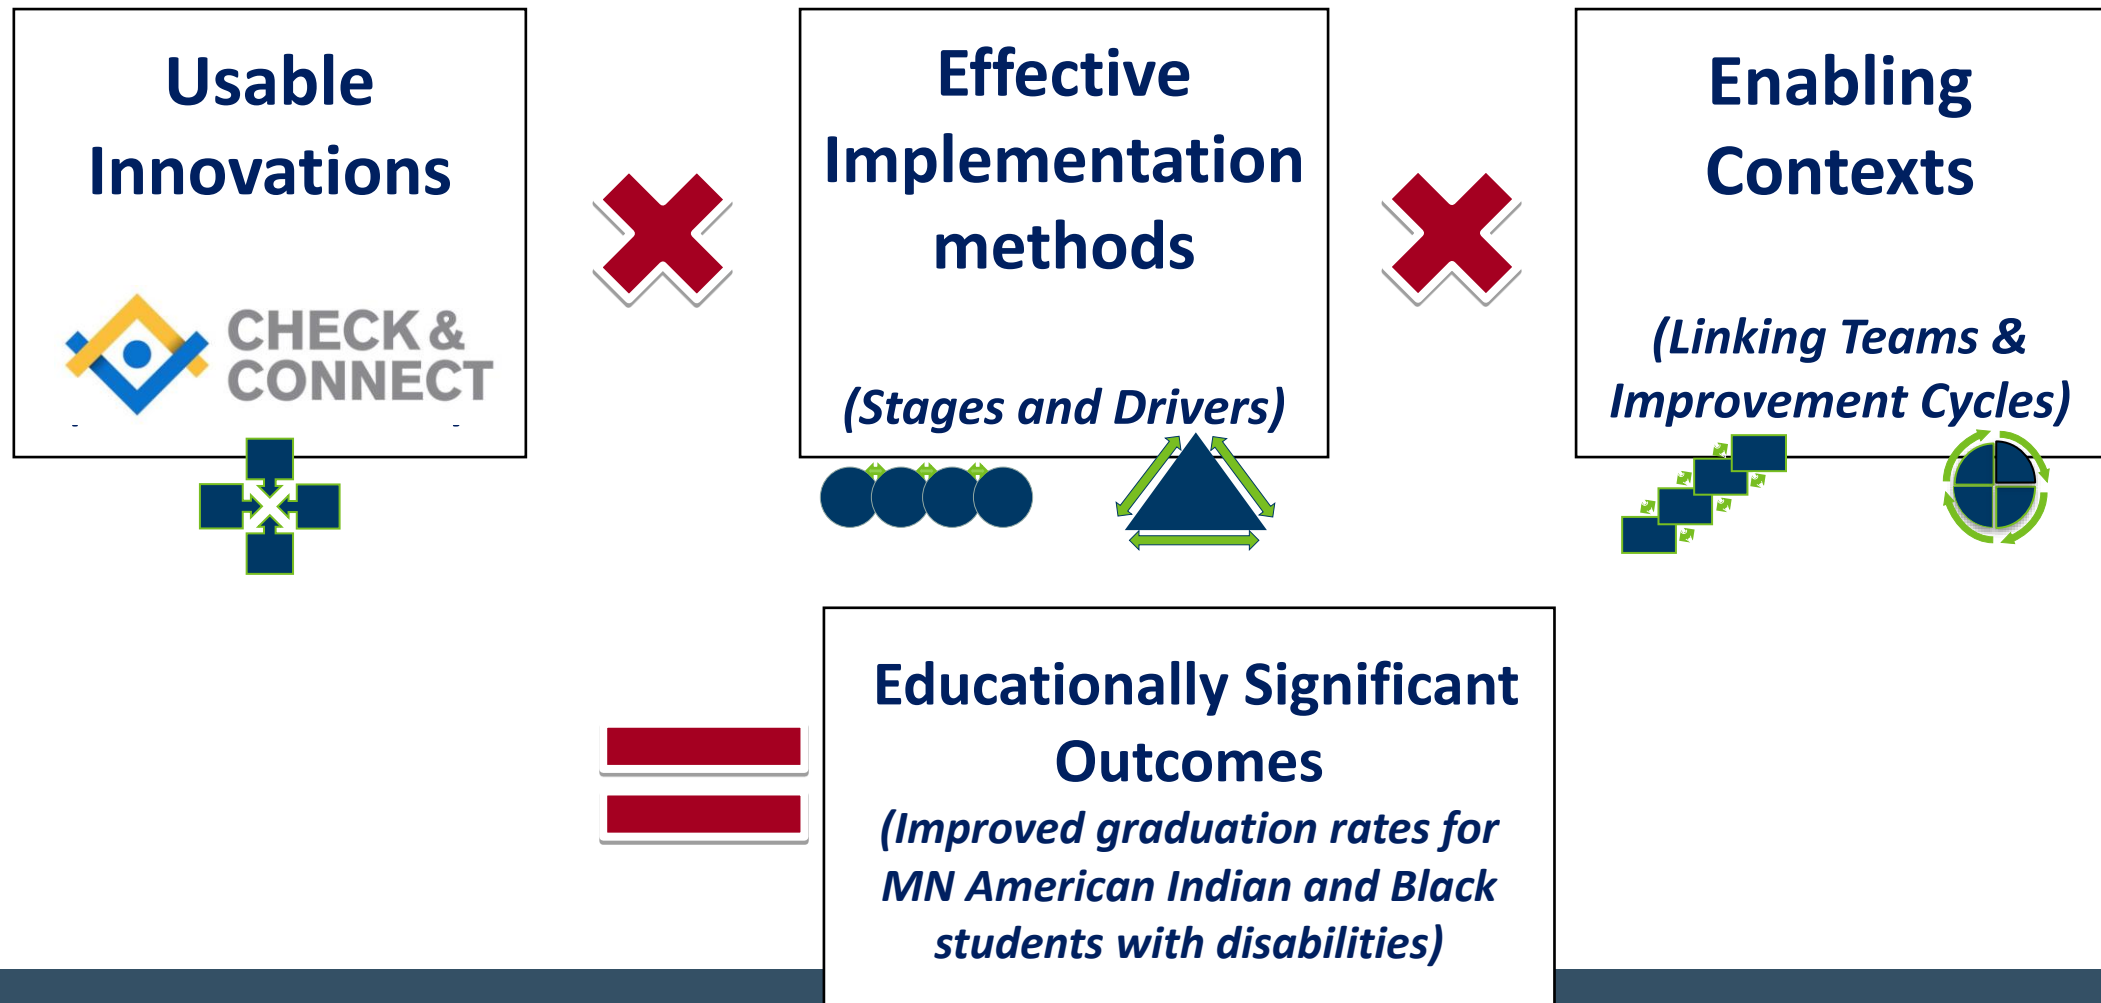 Usable
Innovations
CHECK &
CONNECT
Effective
Implementation
methods
(Stages and Drivers)
Enabling
Contexts
(Linking Teams &
Improvement Cycles)
Educationally Significant
Outcomes
(Improved graduation rates for
MN American Indian and Black
students with disabilities)